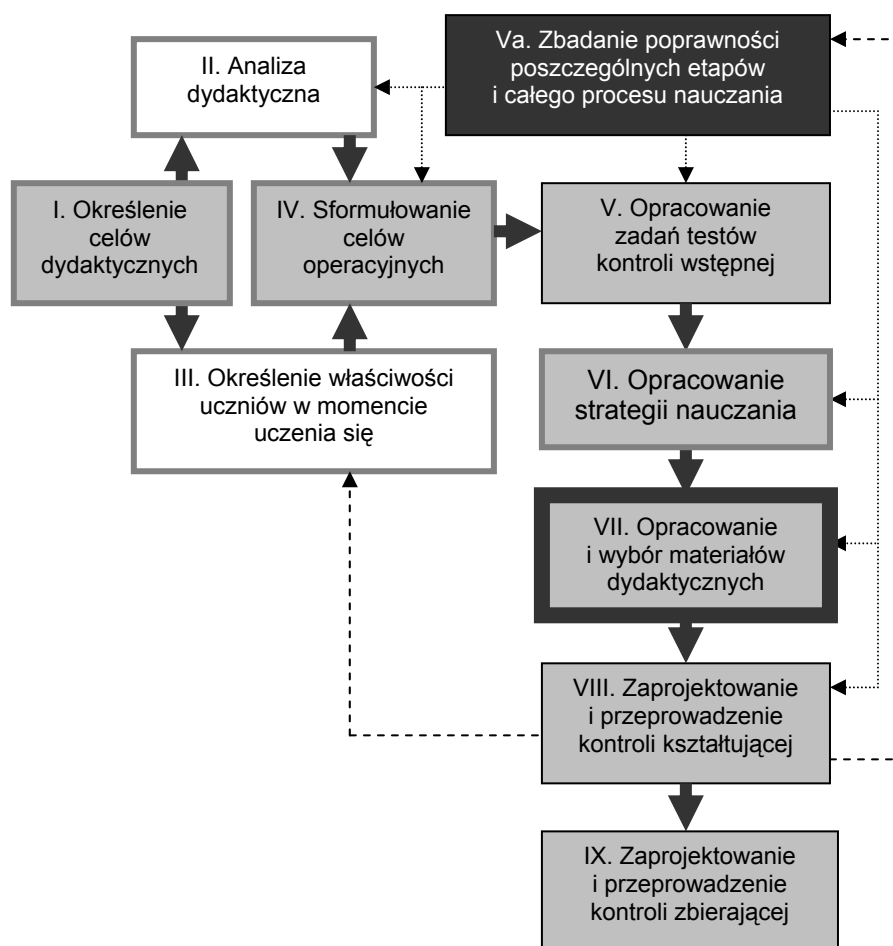 II. Analiza
dydaktyczna
Va. Zbadanie poprawności
poszczególnych etapów
i całego procesu nauczania
I. Określenie
celów
dydaktycznych
IV. Sformułowanie
celów
operacyjnych
V. Opracowanie
zadań testów
kontroli wstępnej
III. Określenie właściwości
uczniów w momencie
uczenia się
VI. Opracowanie
strategii nauczania
VII. Opracowanie
i wybór materiałów
dydaktycznych
VIII. Zaprojektowanie
i przeprowadzenie
kontroli kształtującej
IX. Zaprojektowanie
i przeprowadzenie
kontroli zbierającej